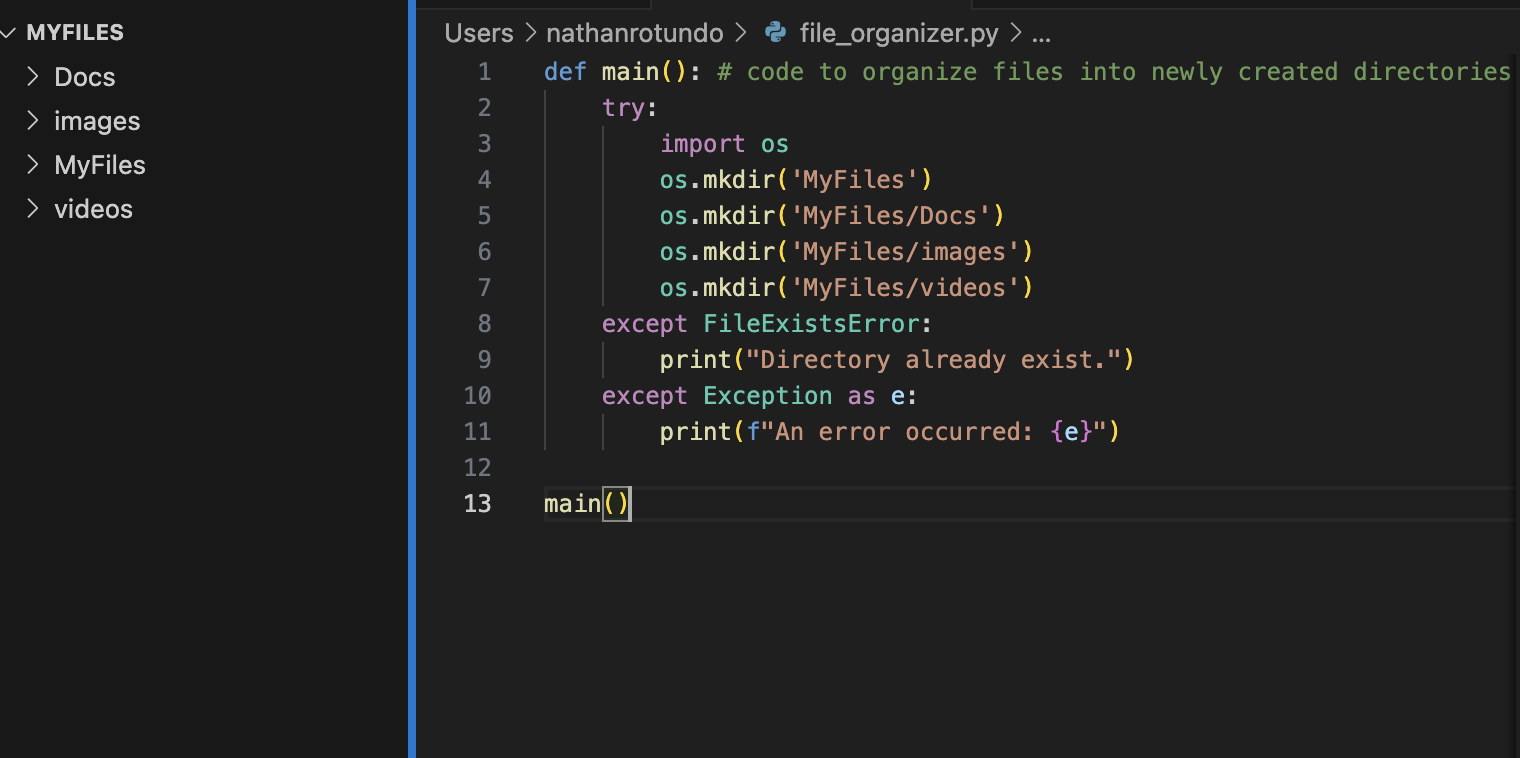 MYFILES
Docs
images
MyFiles
videos
Users > nathanrotundo > file_organizer.py > ...
1 def main(): # code to organize files into newly created directories
2     try:
3         import os
4         os.mkdir('MyFiles')
5         os.mkdir('MyFiles/Docs')
6         os.mkdir('MyFiles/images')
7         os.mkdir('MyFiles/videos')
8     except FileExistsError:
9         print("Directory already exist.")
10     except Exception as e:
11         print(f"An error occurred: {e}")
12
13 main()